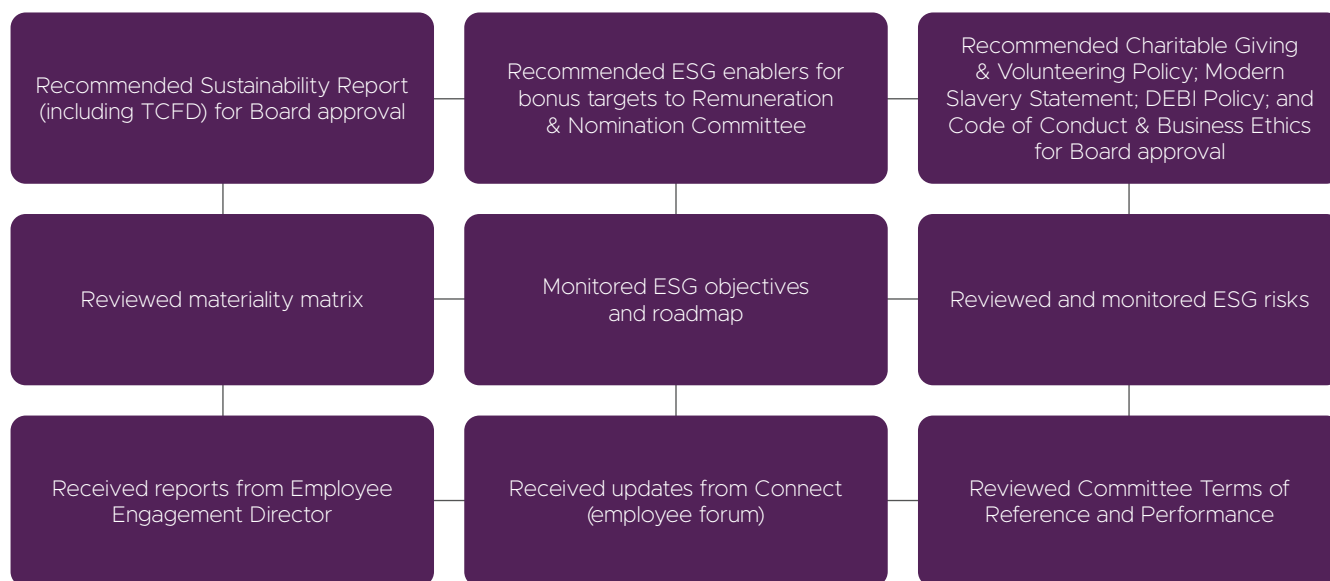 Recommended Sustainability Report
(including TCFD) for Board approval
Recommended ESG enablers for
bonus targets to Remuneration
& Nomination Committee
Recommended Charitable Giving
& Volunteering Policy; Modern
Slavery Statement; DEBI Policy; and
Code of Conduct & Business Ethics
for Board approval
Reviewed materiality matrix
Monitored ESG objectives
and roadmap
Reviewed and monitored ESG risks
Received reports from Employee
Engagement Director
Received updates from Connect
(employee forum)
Reviewed Committee Terms of
Reference and Performance